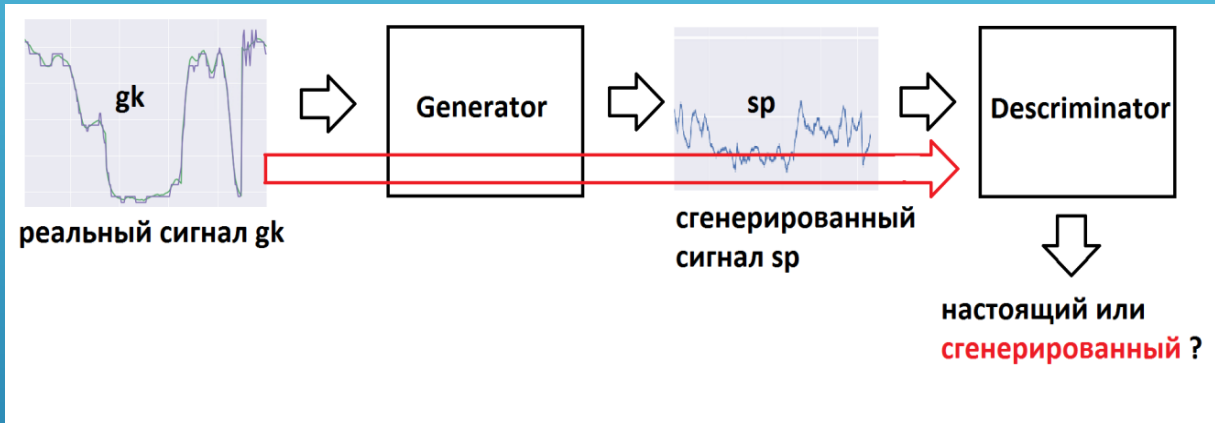 gk
Generator
sp
Descriminator
реальный сигнал gk
сгенерированный
сигнал sp
настоящий или
сгенерированный ?